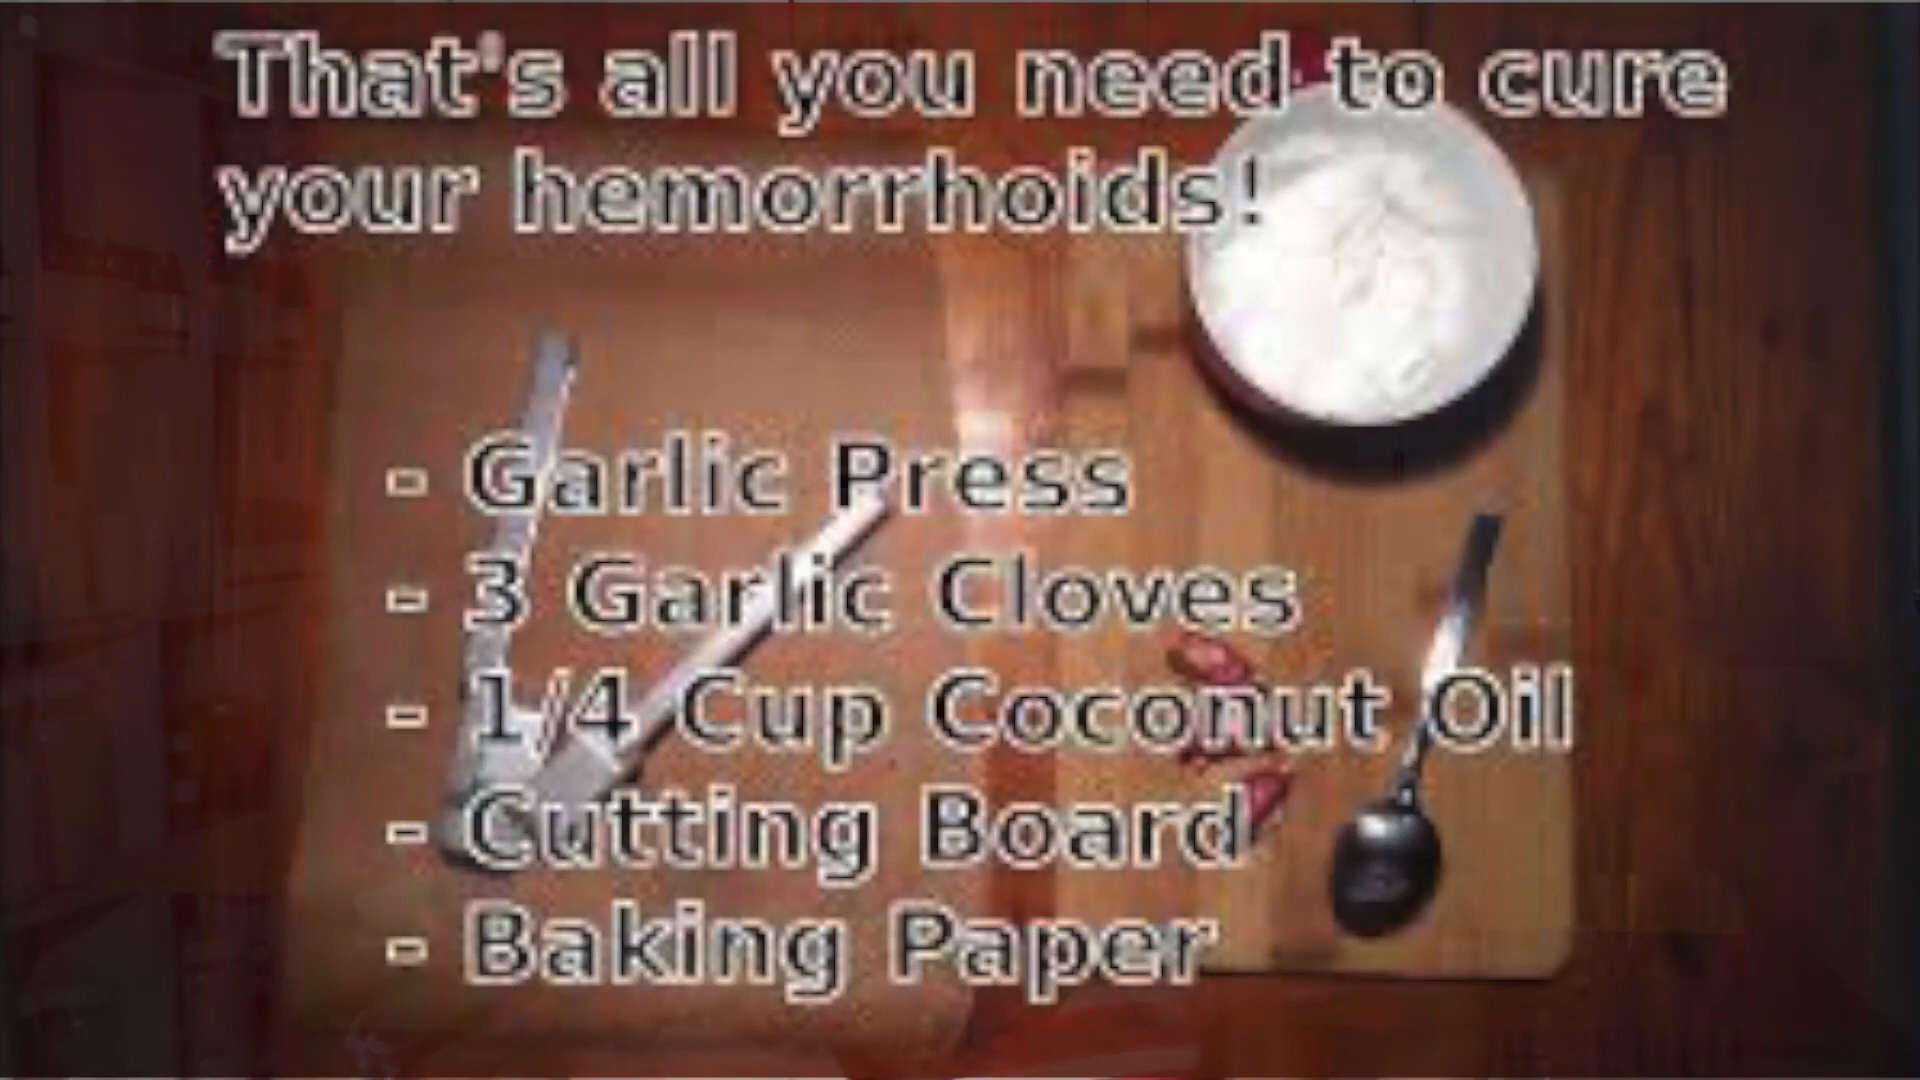 That's all you need to cure
your hemorrhoids!
- Garlic Press
- 3 Garlic Cloves
- 1/4 Cup Coconut Oil
- Cutting Board
- Baking Paper